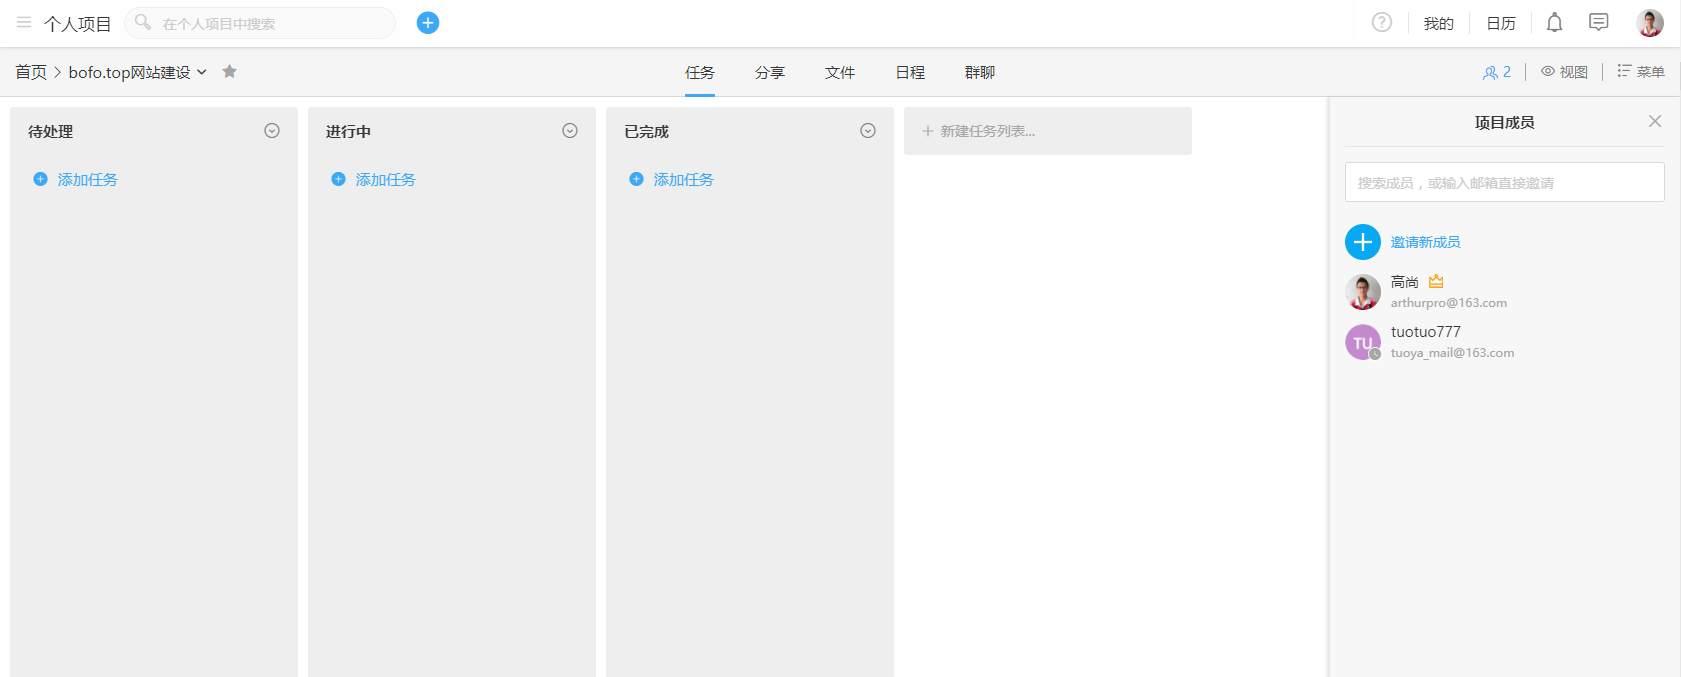 个人项目
在个人项目中搜索
我的
日历
首页 > bofo.top网站建设
任务
分享
文件
日程
群聊
2
视图
菜单
待处理
添加任务
进行中
添加任务
已完成
添加任务
新建任务列表...
项目成员
搜索成员，或输入邮箱直接邀请
邀请新成员
高尚
arthurpro@163.com
TU
tuotuo777
tuoya_mail@163.com